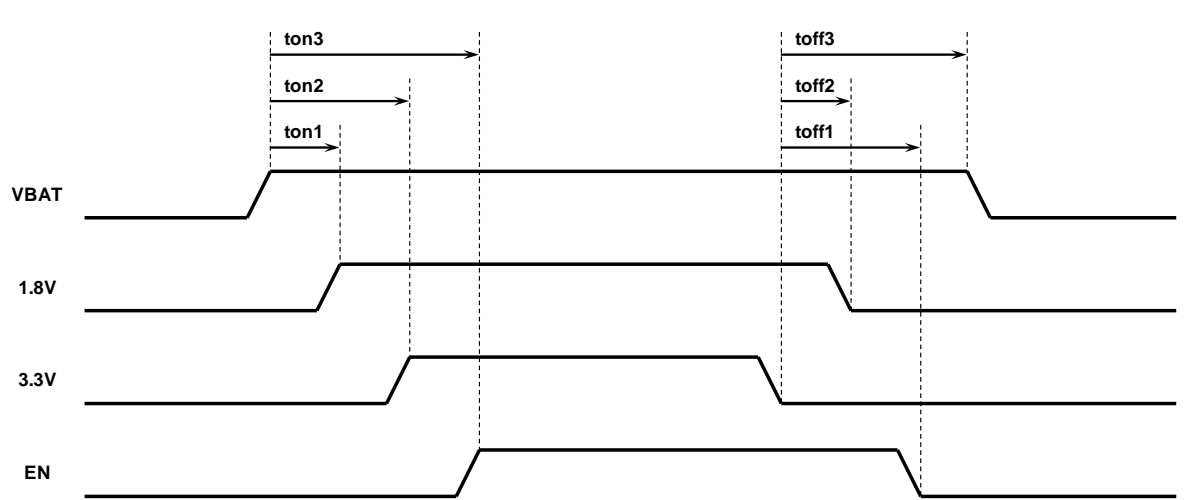 ton3
toff3
ton2
toff2
ton1
toff1
VBAT
1.8V
3.3V
EN